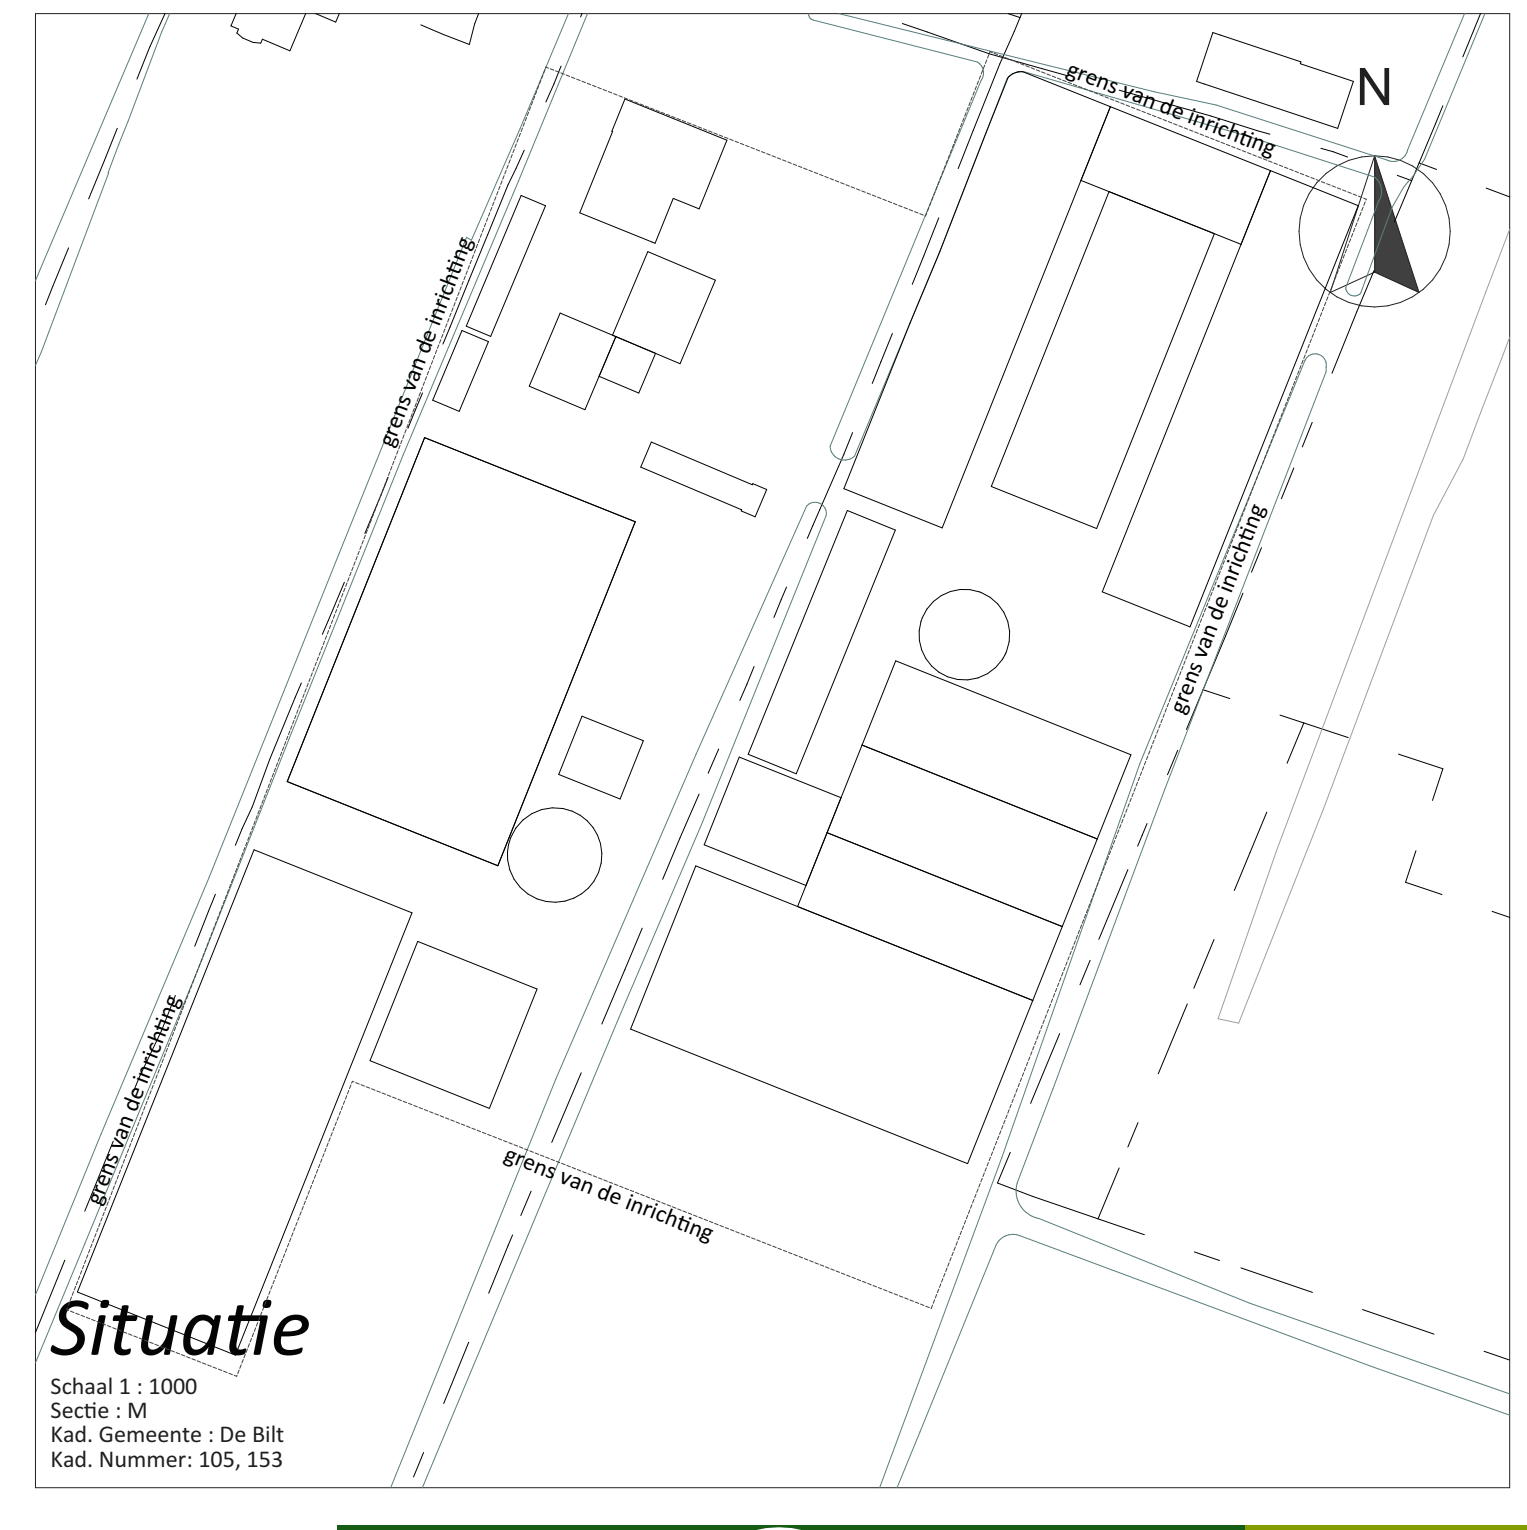 grens van de inrichting
N
grens van de inrichting
grens van de inrichting
grens van de inrichting
grens van de inrichting
Situatie
Schaal 1 : 1000
Sectie : M
Kad. Gemeente : De Bilt
Kad. Nummer: 105, 153